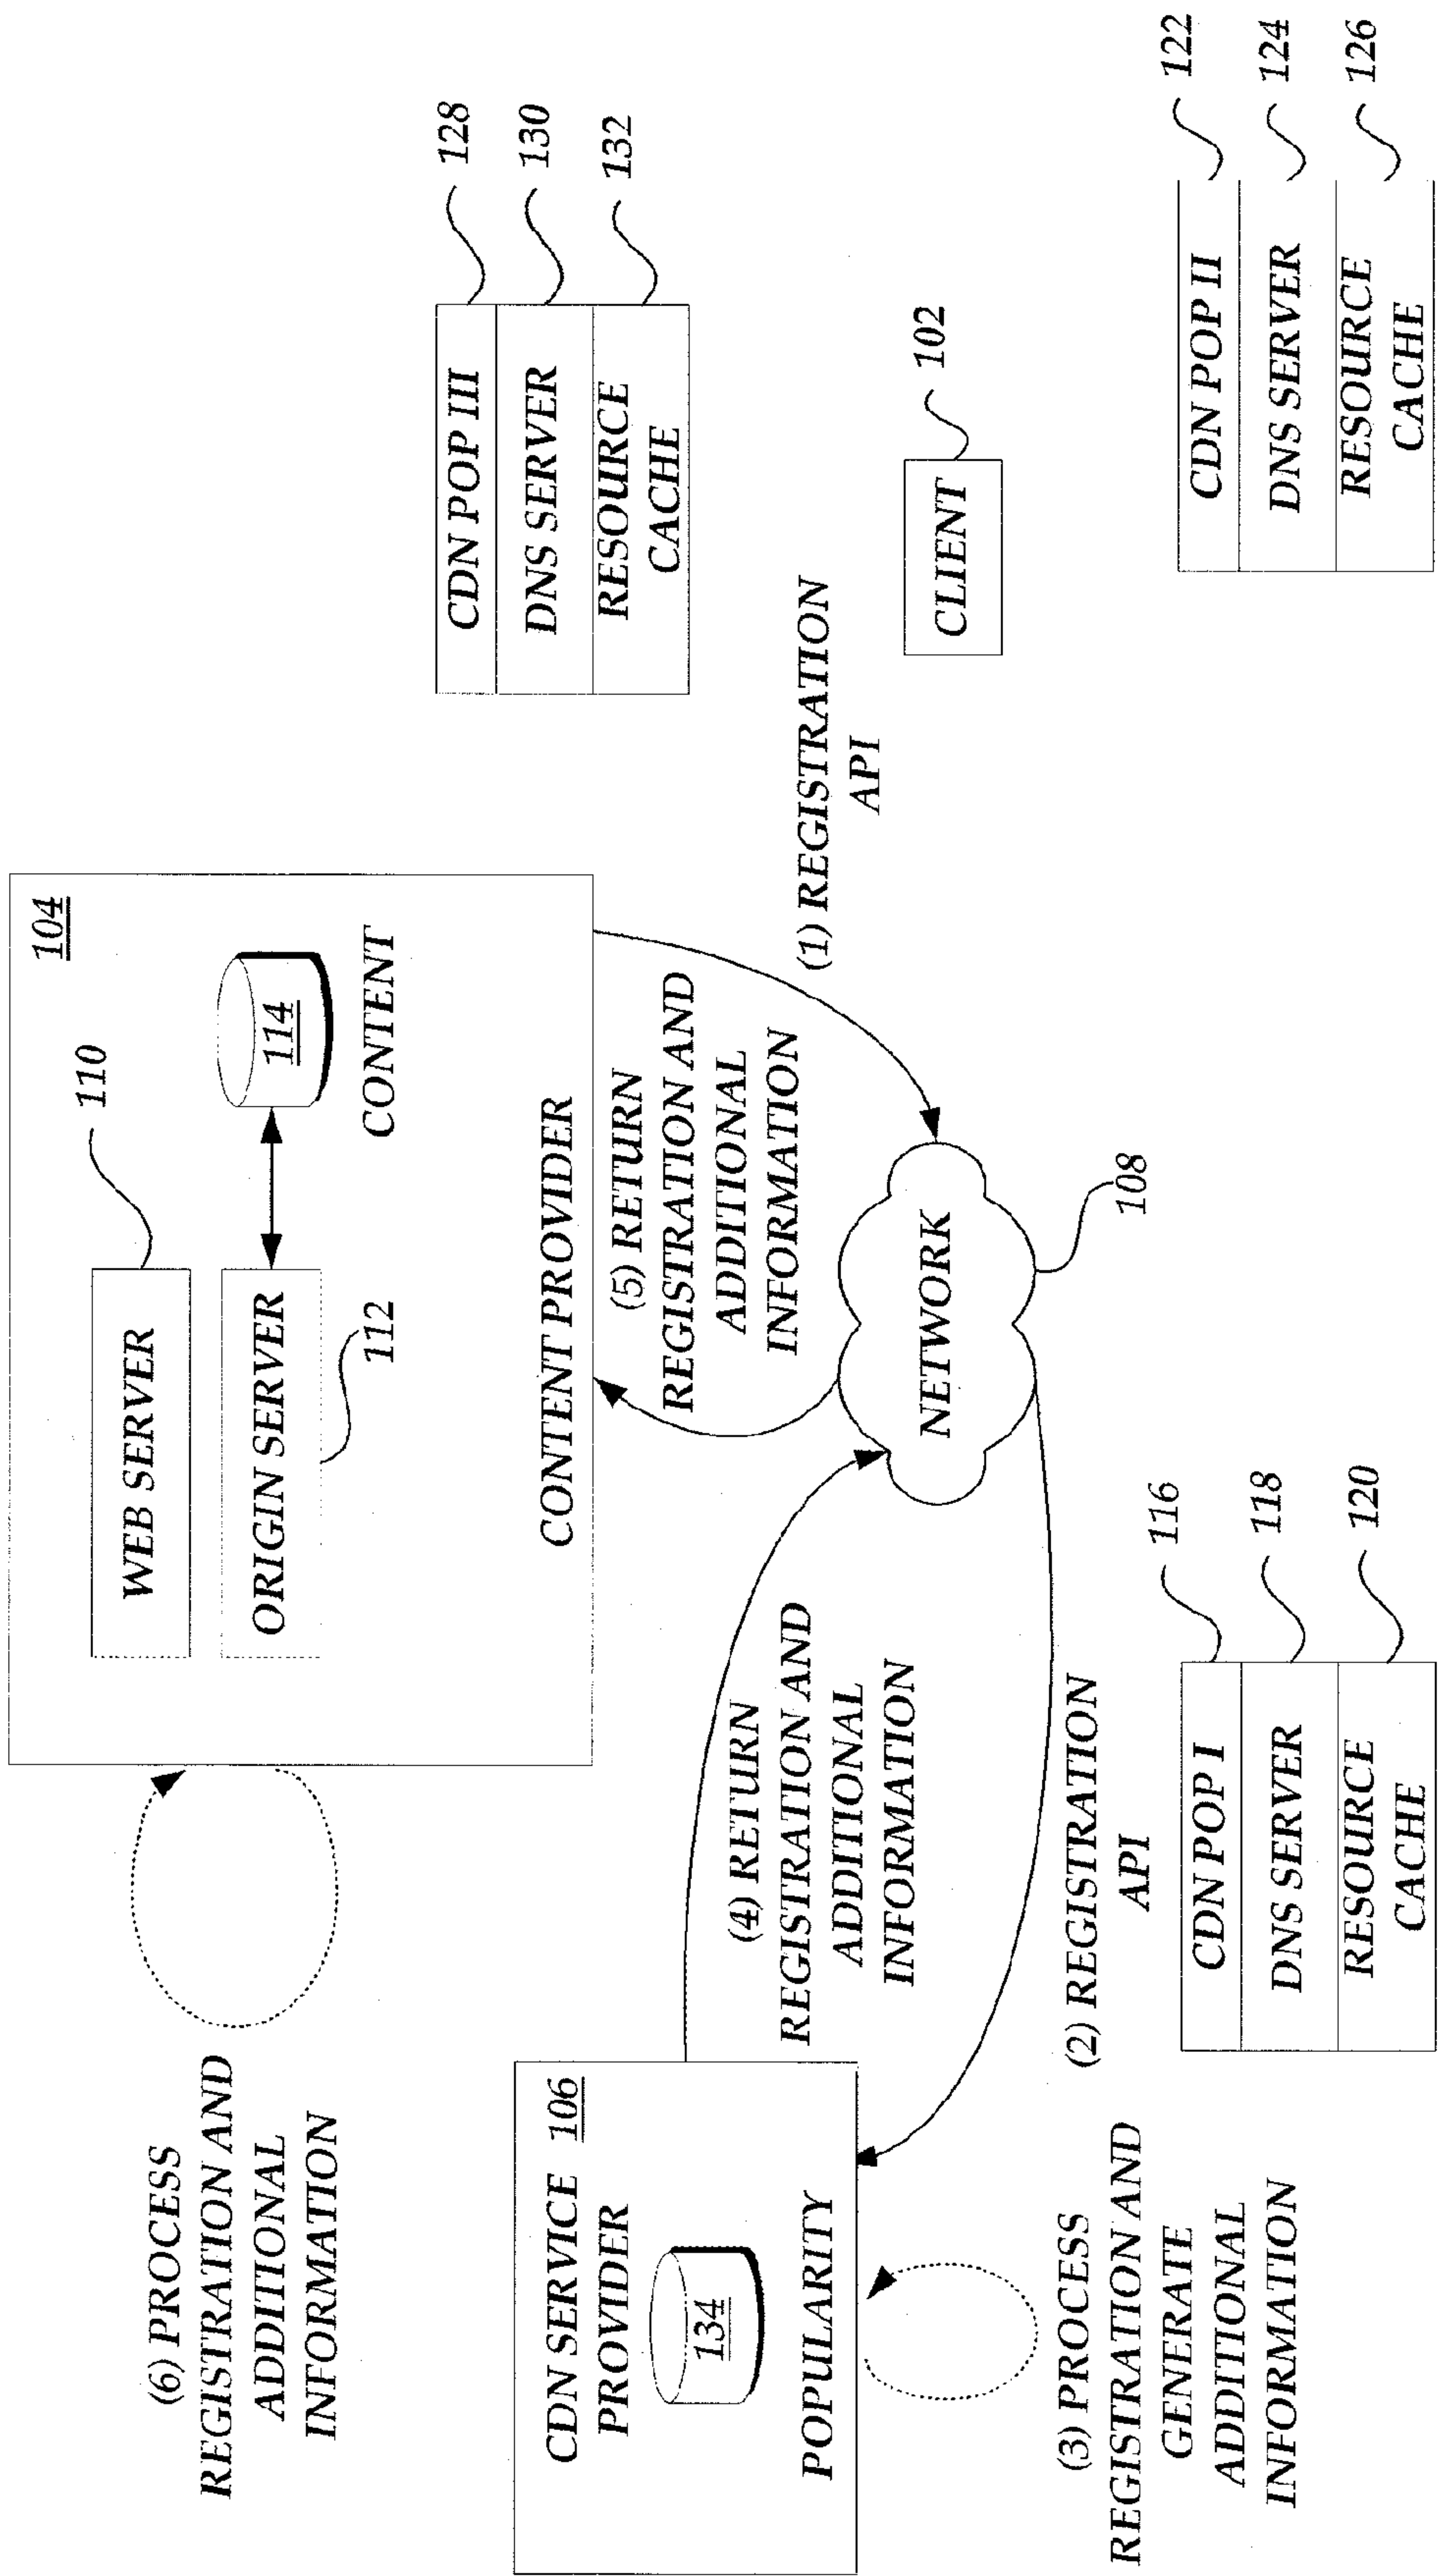 (6) PROCESS
REGISTRATION AND
ADDITIONAL
INFORMATION
104
WEB SERVER
110
ORIGIN SERVER
112
114
CONTENT
CONTENT PROVIDER
CDN SERVICE
PROVIDER
106
134
POPULARITY
(4) RETURN
REGISTRATION AND
ADDITIONAL
INFORMATION
(5) RETURN
REGISTRATION AND
ADDITIONAL
INFORMATION
(1) REGISTRATION
API
CDN POP III
128
DNS SERVER
130
RESOURCE
CACHE
132
NETWORK
108
CLIENT
102
(3) PROCESS
REGISTRATION AND
GENERATE
ADDITIONAL
INFORMATION
(2) REGISTRATION
API
CDN POP I
116
DNS SERVER
118
RESOURCE
CACHE
120
CDN POP II
122
DNS SERVER
124
RESOURCE
CACHE
126